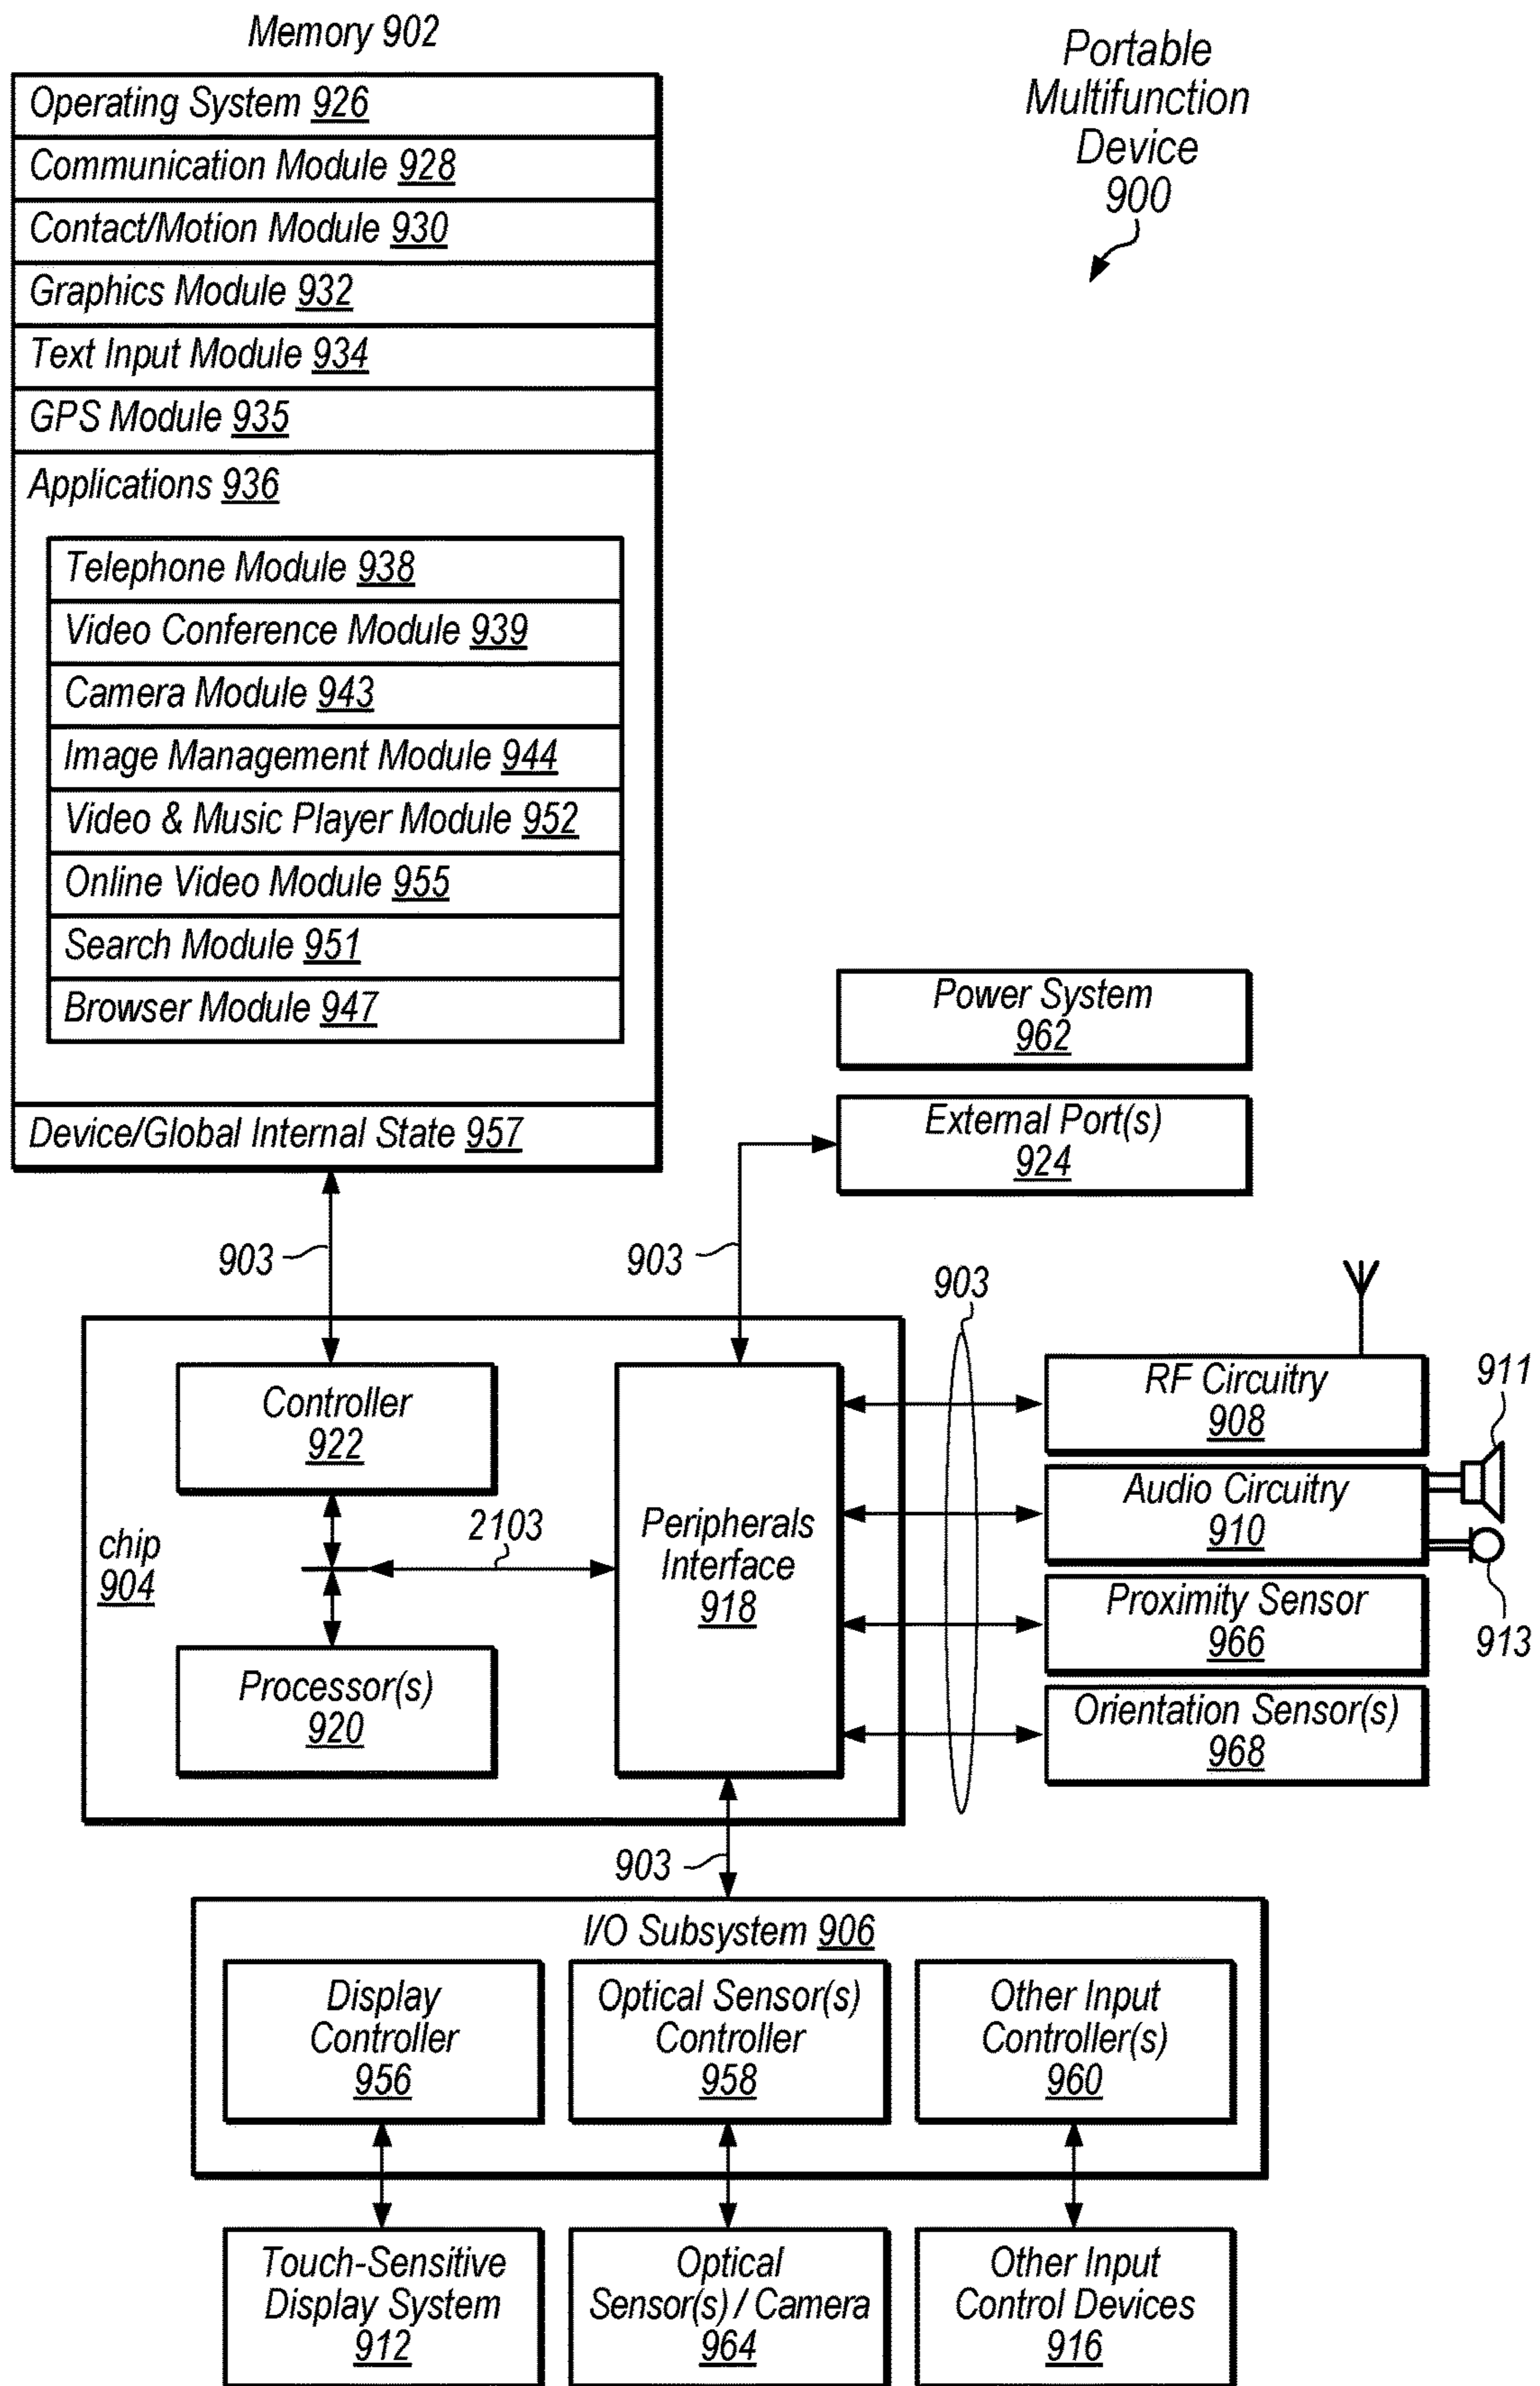 Memory 902
Portable
Multifunction
Device
900
Operating System 926
Communication Module 928
Contact/Motion Module 930
Graphics Module 932
Text Input Module 934
GPS Module 935
Applications 936
Telephone Module 938
Video Conference Module 939
Camera Module 943
Image Management Module 944
Video & Music Player Module 952
Online Video Module 955
Search Module 951
Browser Module 947
Device/Global Internal State 957
Power System
962
External Port(s)
924
903
903
903
chip
904
Controller
922
2103
Processor(s)
920
Peripherals
Interface
918
RF Circuitry
908
911
Audio Circuitry
910
913
Proximity Sensor
966
Orientation Sensor(s)
968
903
I/O Subsystem 906
Display
Controller
956
Optical Sensor(s)
Controller
958
Other Input
Controller(s)
960
Touch-Sensitive
Display System
912
Optical
Sensor(s) / Camera
964
Other Input
Control Devices
916